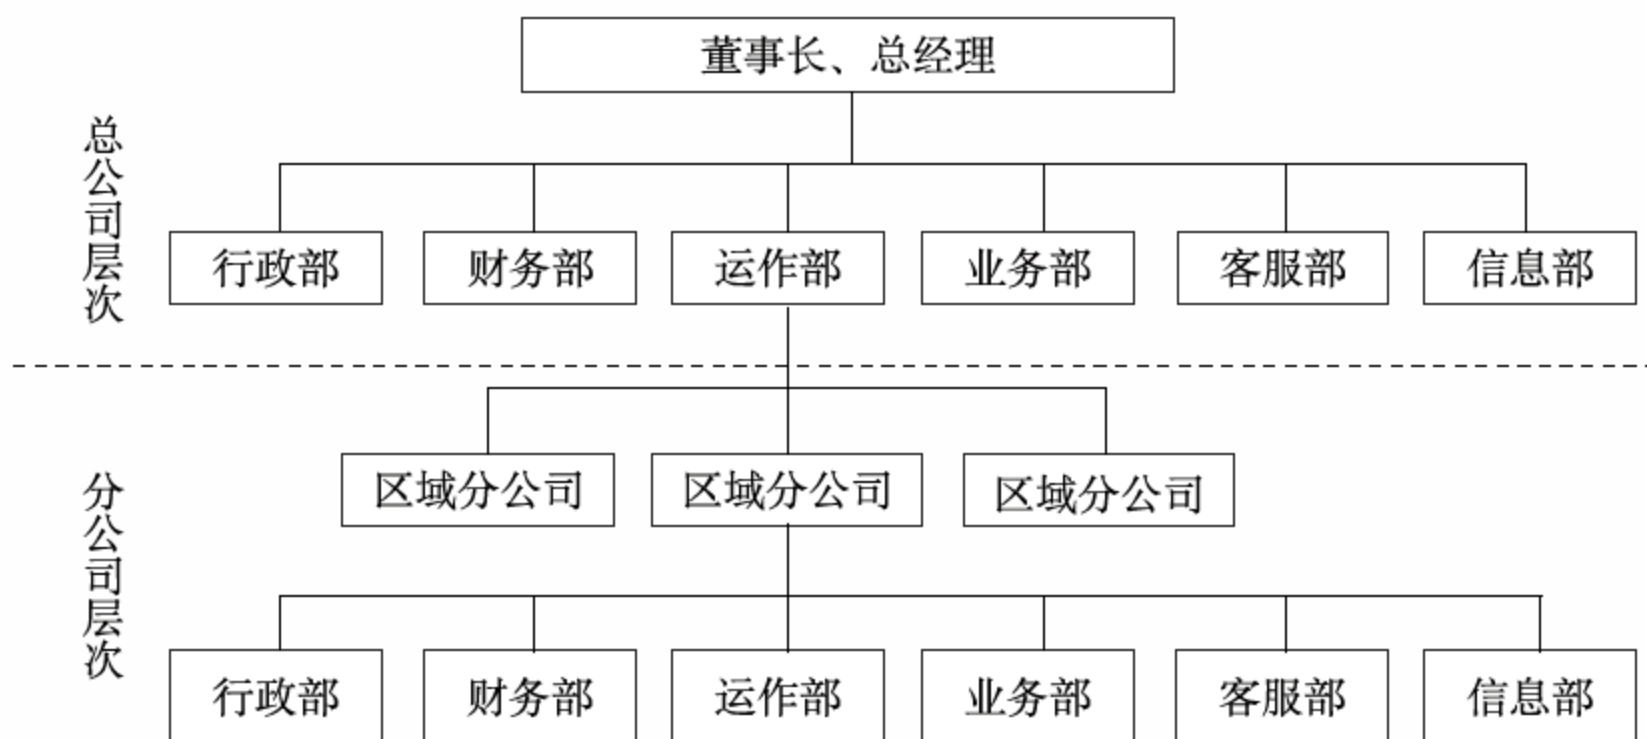 董事长、总经理
总公司层次
行政部
财务部
运作部
业务部
客服部
信息部
分公司层次
区域分公司
区域分公司
区域分公司
行政部
财务部
运作部
业务部
客服部
信息部